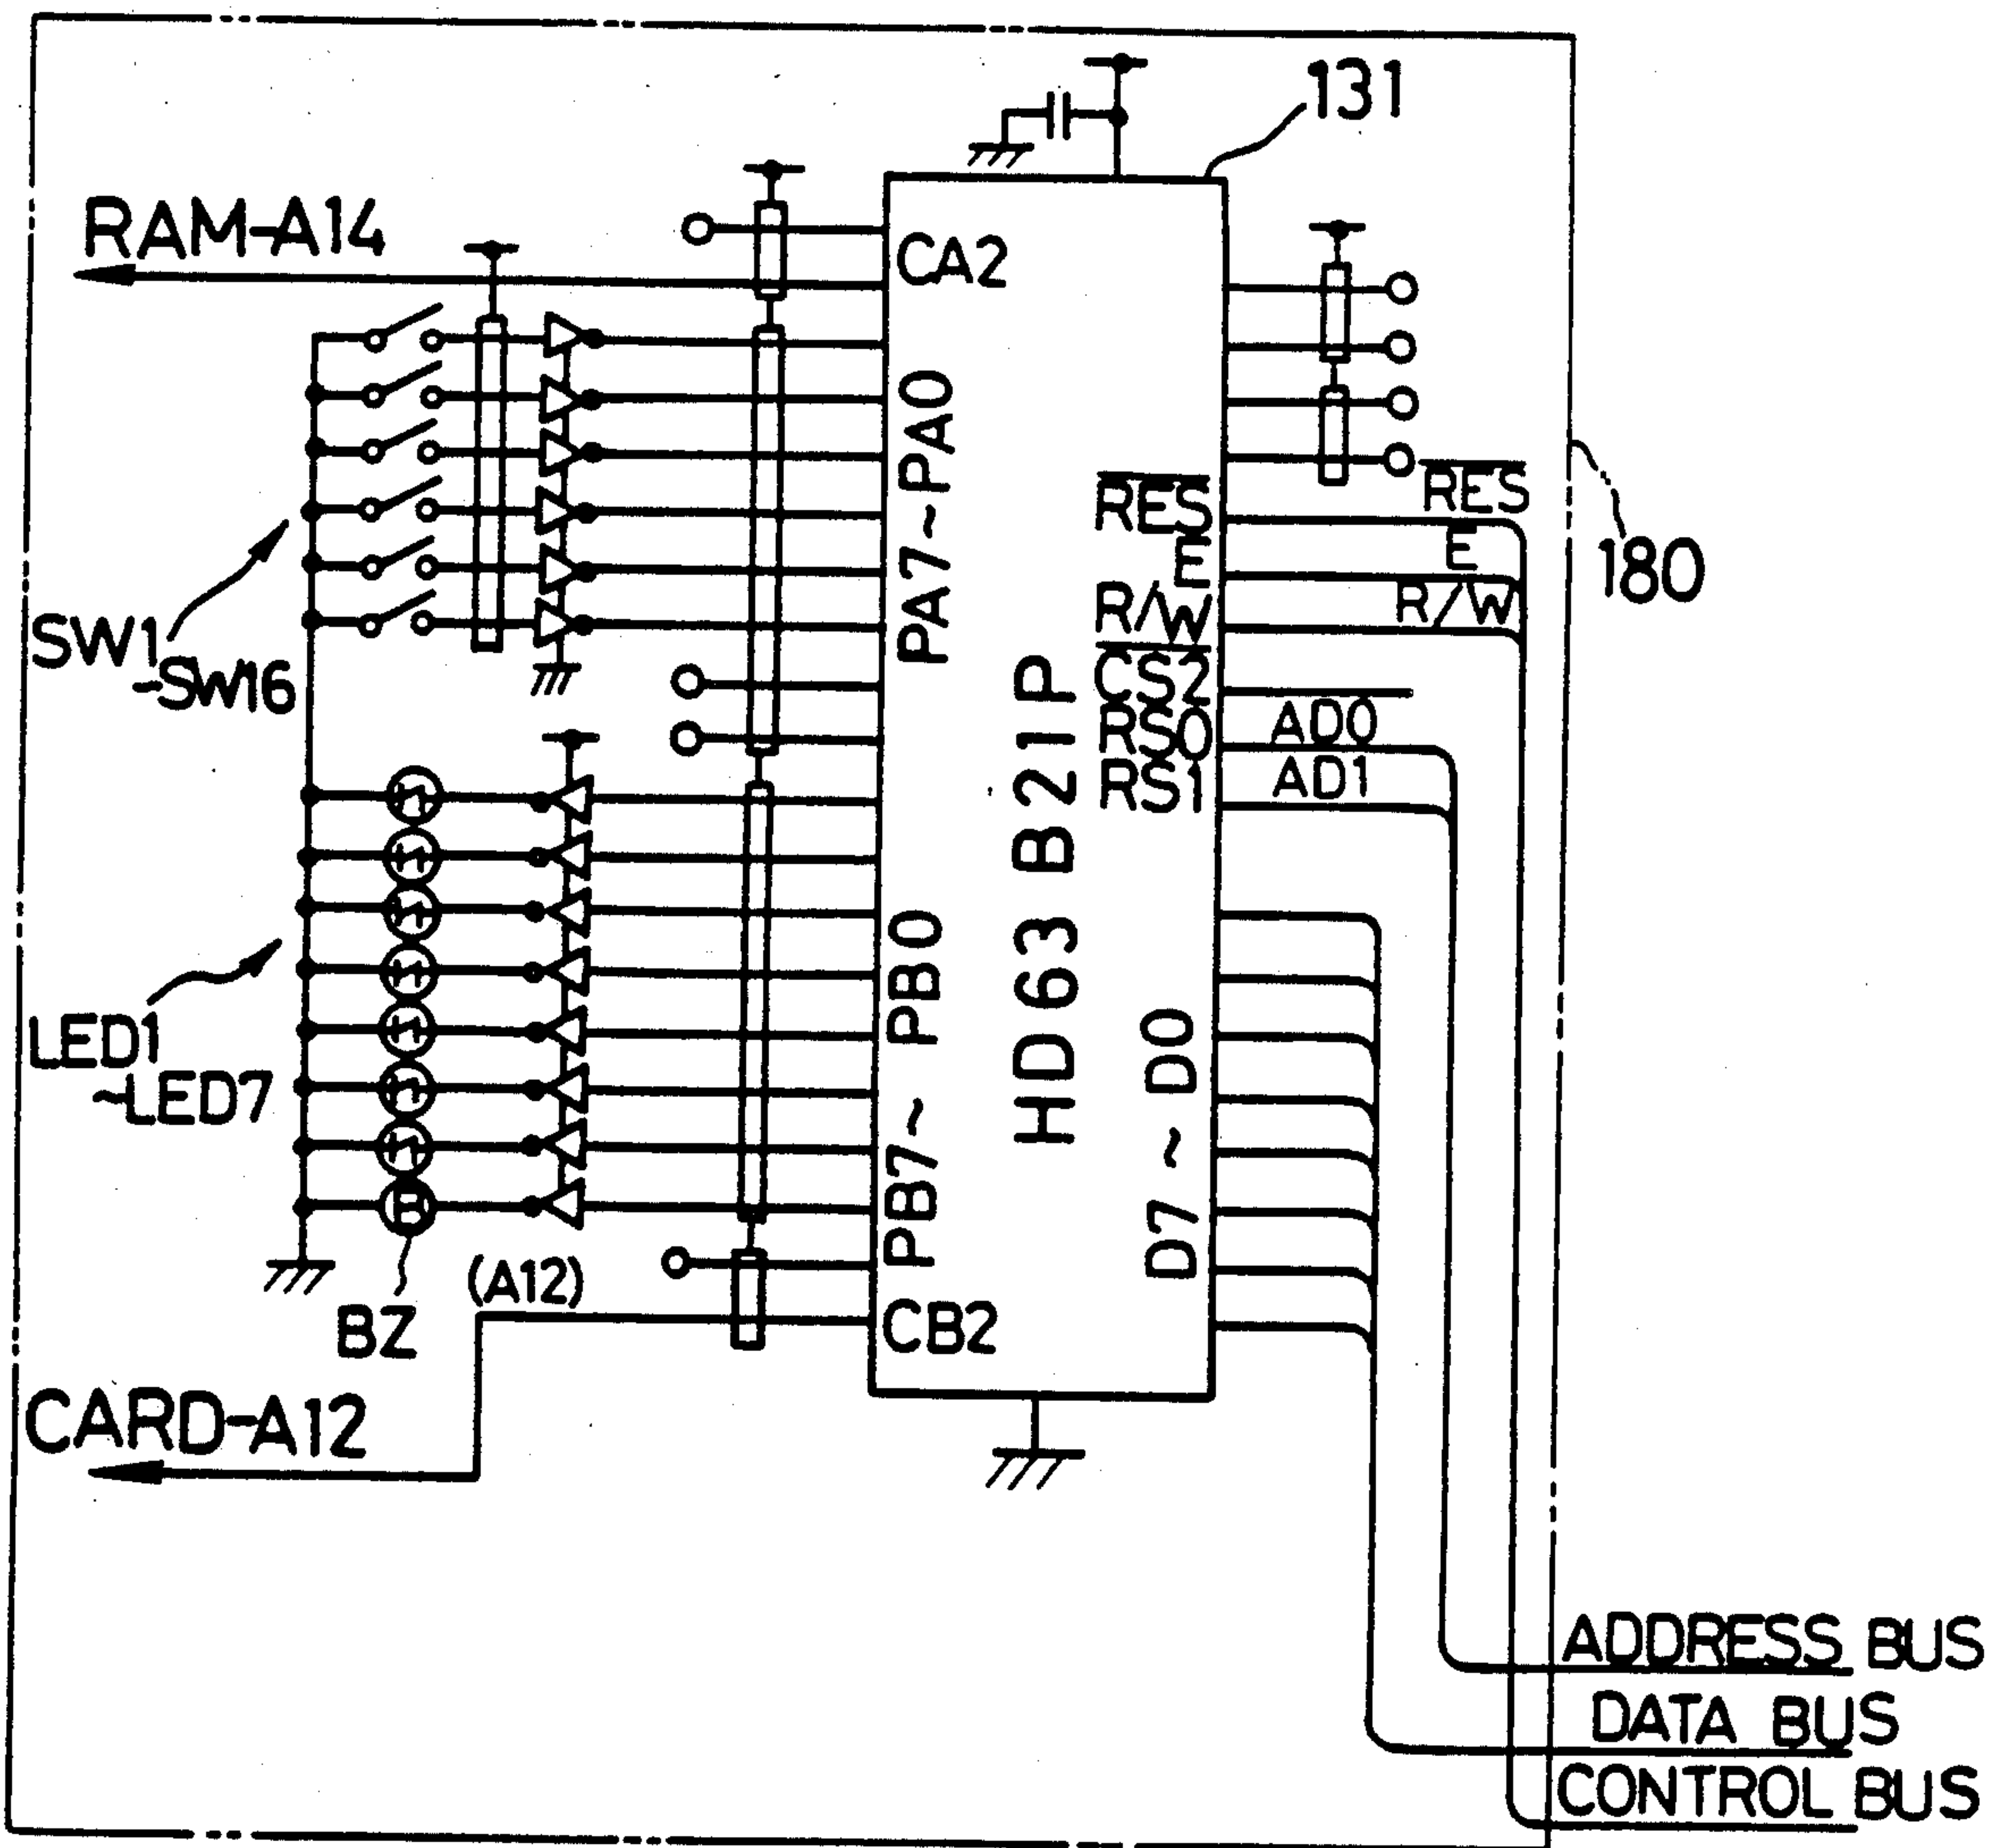 131
RAM-A14
CA2
PA7~PA0
RES
RES
E
E
R/W
R/W
180
SW1
-SW16
CS2
RS0
AD0
RS1
AD1
HD63 B21P
LED1
~LED7
PB7~ PB0
D7 ~ D0
B
BZ
(A12)
CB2
CARD-A12
ADDRESS BUS
DATA BUS
CONTROL BUS